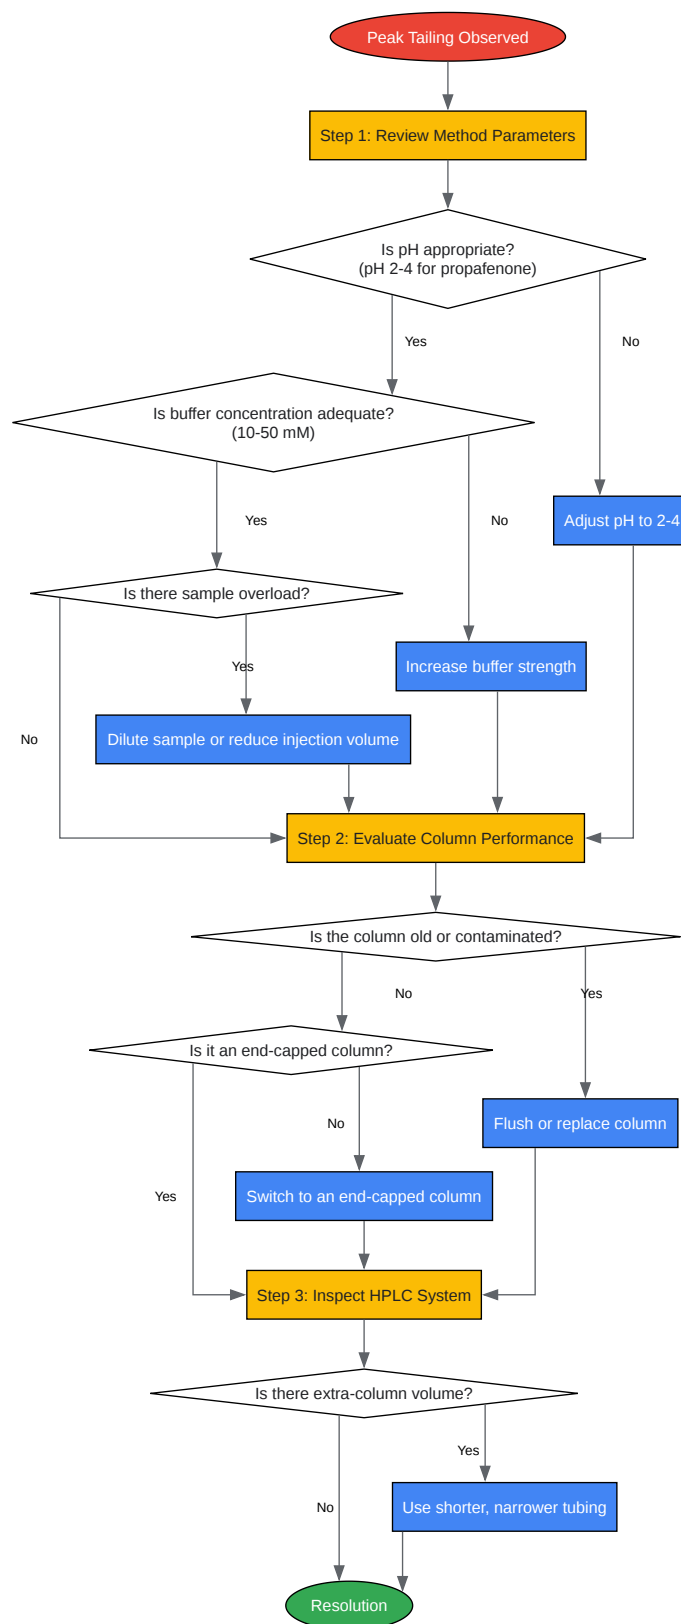 Peak Tailing Observed
Step 1: Review Method Parameters
Is pH appropriate?
(pH 2-4 for propafenone)
Yes
No
Is buffer concentration adequate?
(10-50 mM)
Yes
No
Adjust pH to 2-4
Is there sample overload?
Yes
Increase buffer strength
No
Dilute sample or reduce injection volume
Step 2: Evaluate Column Performance
Is the column old or contaminated?
No
Yes
Is it an end-capped column?
No
Flush or replace column
Yes
Switch to an end-capped column
Step 3: Inspect HPLC System
Is there extra-column volume?
Yes
No
Use shorter, narrower tubing
Resolution